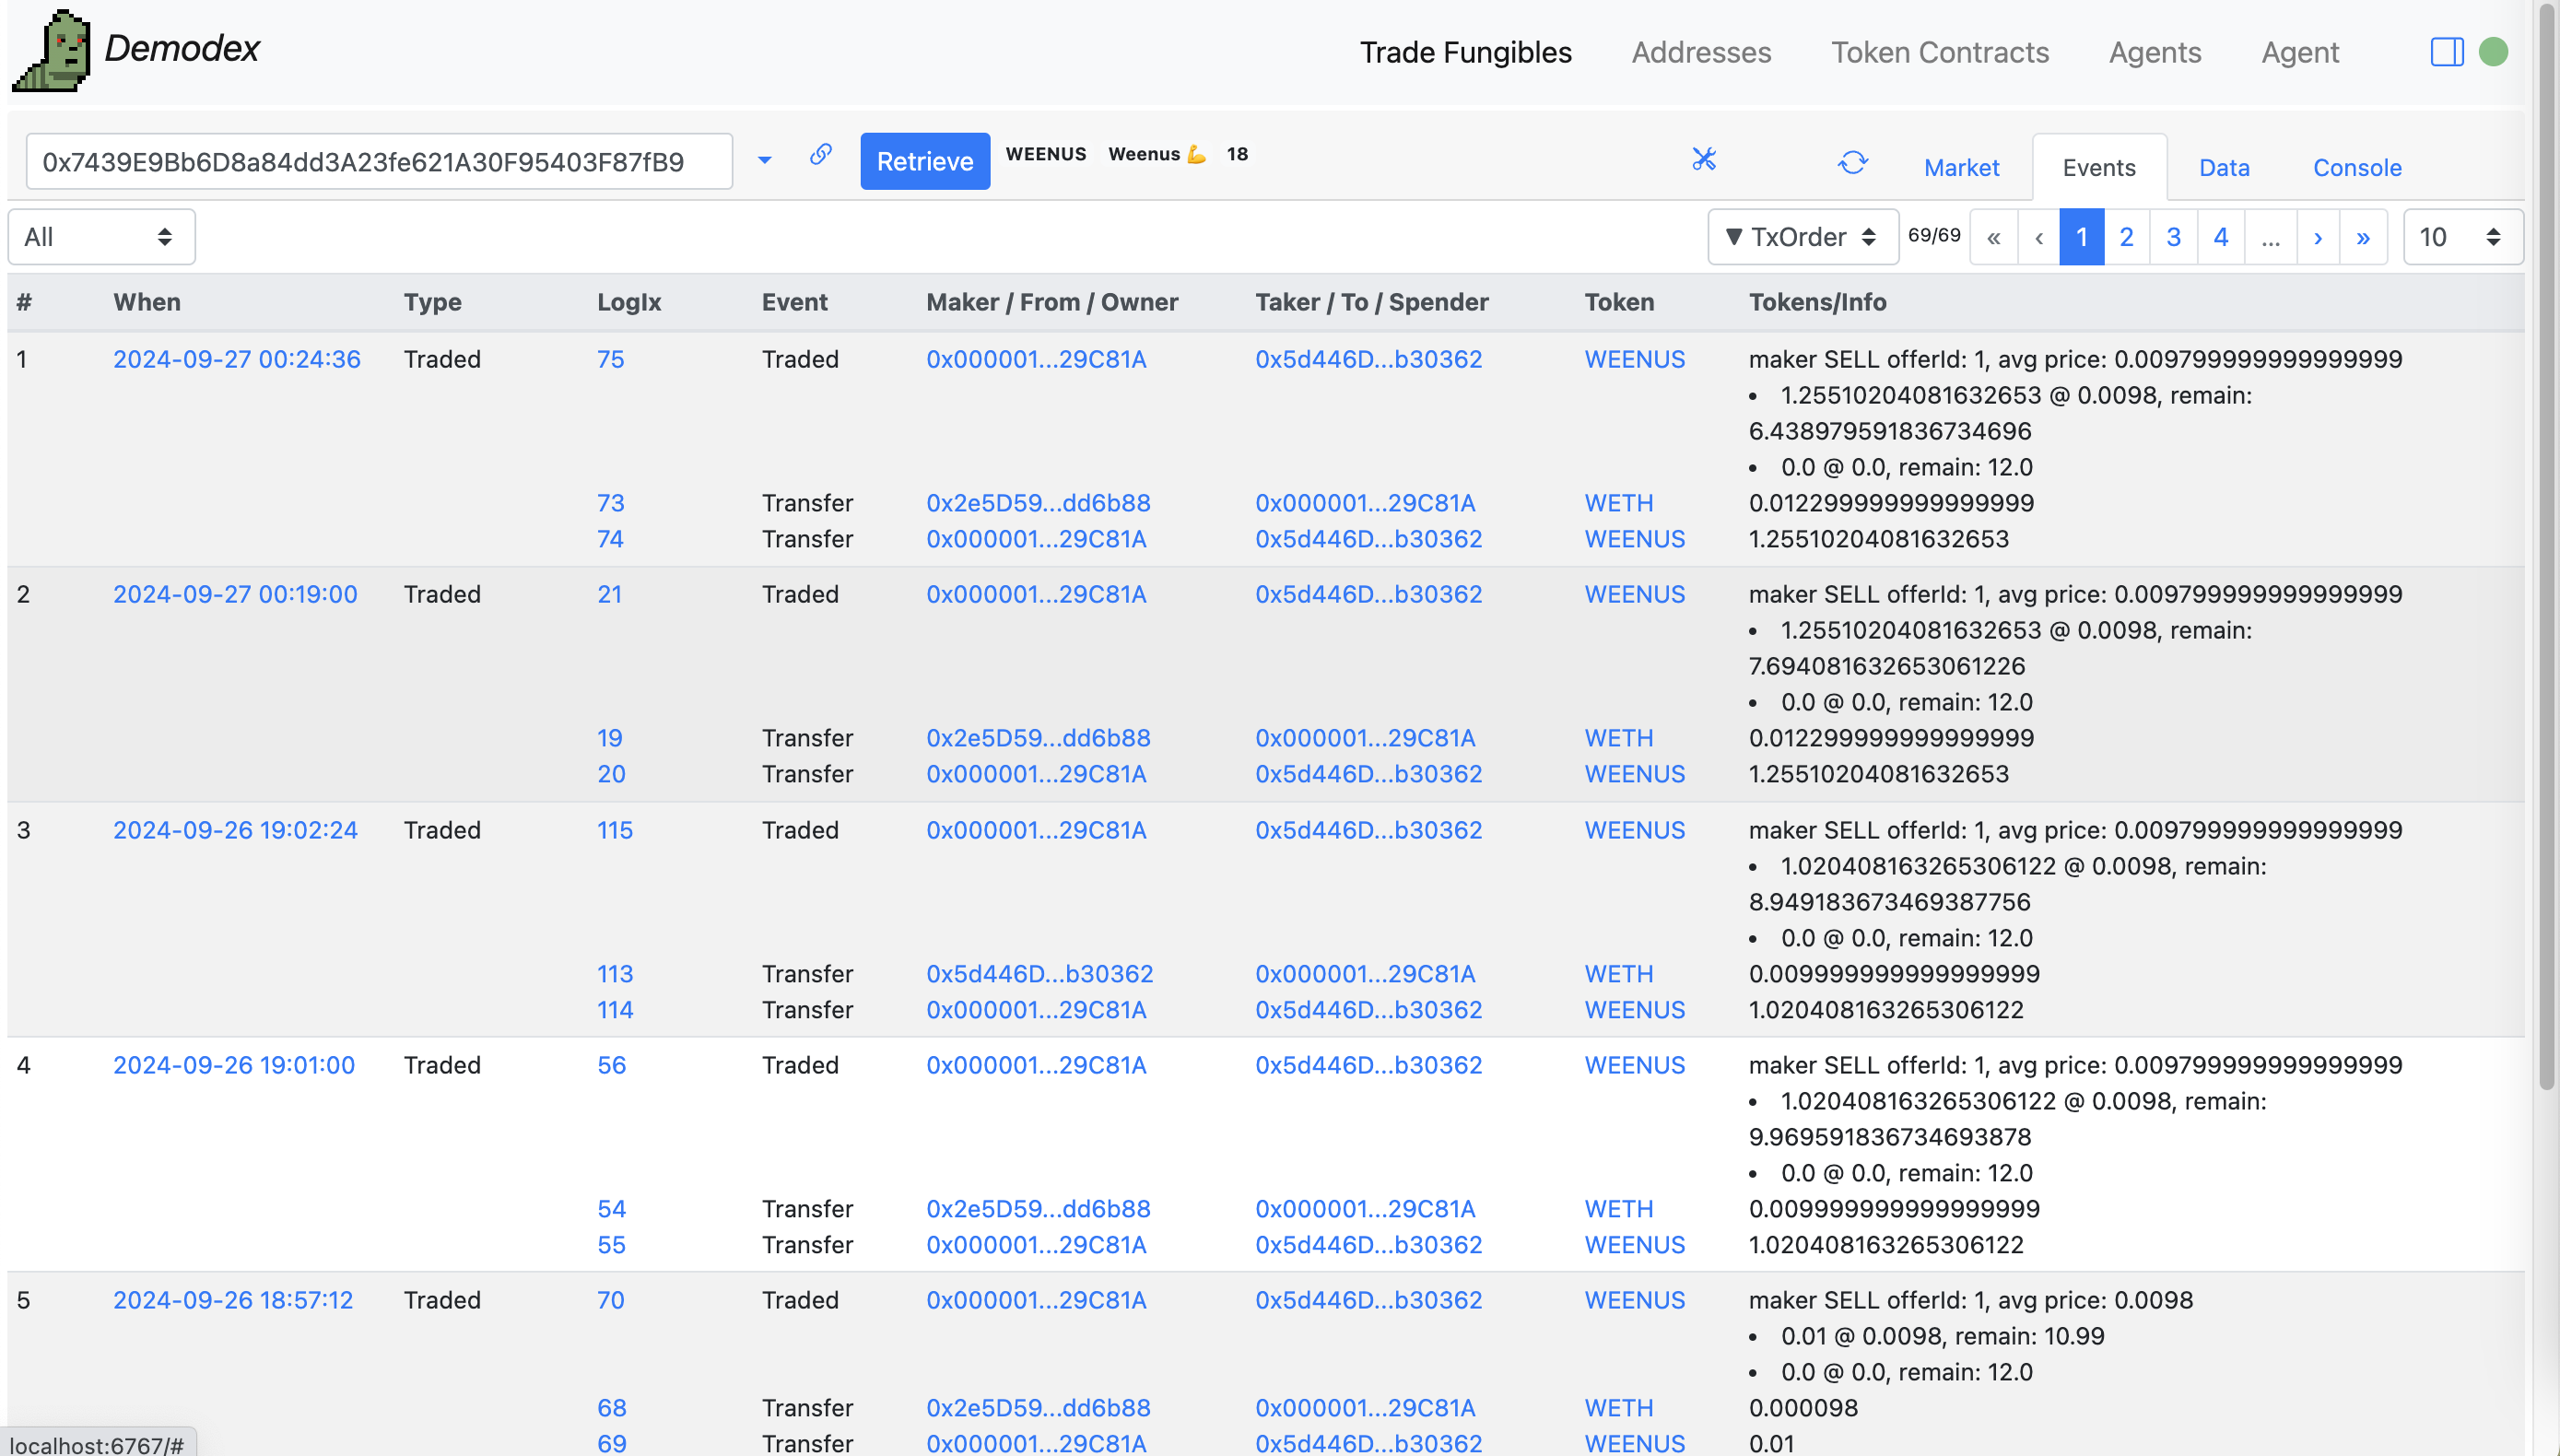 Demodex
Trade Fungibles Addresses Token Contracts Agents Agent
0x7439E9Bb6D8a84dd3A23fe621A30F95403F87fB9 Retrieve WEENUS Weenus 💪 18 Market Events Data Console
All ▼ TxOrder 69/69 « ‹ 1 2 3 4 … › » 10
# When Type LogIx Event Maker / From / Owner Taker / To / Spender Token Tokens/Info
1 2024-09-27 00:24:36 Traded 75 Traded 0x000001...29C81A 0x5d446D...b30362 WEENUS maker SELL offerId: 1, avg price: 0.009799999999999999
• 1.25510204081632653 @ 0.0098, remain:
6.438979591836734696
• 0.0 @ 0.0, remain: 12.0
73 Transfer 0x2e5D59...dd6b88 0x000001...29C81A WETH 0.012299999999999999
74 Transfer 0x000001...29C81A 0x5d446D...b30362 WEENUS 1.25510204081632653
2 2024-09-27 00:19:00 Traded 21 Traded 0x000001...29C81A 0x5d446D...b30362 WEENUS maker SELL offerId: 1, avg price: 0.009799999999999999
• 1.25510204081632653 @ 0.0098, remain:
7.694081632653061226
• 0.0 @ 0.0, remain: 12.0
19 Transfer 0x2e5D59...dd6b88 0x000001...29C81A WETH 0.012299999999999999
20 Transfer 0x000001...29C81A 0x5d446D...b30362 WEENUS 1.25510204081632653
3 2024-09-26 19:02:24 Traded 115 Traded 0x000001...29C81A 0x5d446D...b30362 WEENUS maker SELL offerId: 1, avg price: 0.009799999999999999
• 1.020408163265306122 @ 0.0098, remain:
8.949183673469387756
• 0.0 @ 0.0, remain: 12.0
113 Transfer 0x5d446D...b30362 0x000001...29C81A WETH 0.009999999999999999
114 Transfer 0x000001...29C81A 0x5d446D...b30362 WEENUS 1.020408163265306122
4 2024-09-26 19:01:00 Traded 56 Traded 0x000001...29C81A 0x5d446D...b30362 WEENUS maker SELL offerId: 1, avg price: 0.009799999999999999
• 1.020408163265306122 @ 0.0098, remain:
9.969591836734693878
• 0.0 @ 0.0, remain: 12.0
54 Transfer 0x2e5D59...dd6b88 0x000001...29C81A WETH 0.009999999999999999
55 Transfer 0x000001...29C81A 0x5d446D...b30362 WEENUS 1.020408163265306122
5 2024-09-26 18:57:12 Traded 70 Traded 0x000001...29C81A 0x5d446D...b30362 WEENUS maker SELL offerId: 1, avg price: 0.0098
• 0.01 @ 0.0098, remain: 10.99
• 0.0 @ 0.0, remain: 12.0
68 Transfer 0x2e5D59...dd6b88 0x000001...29C81A WETH 0.000098
69 Transfer 0x000001...29C81A 0x5d446D...b30362 WEENUS 0.01
localhost:6767/#